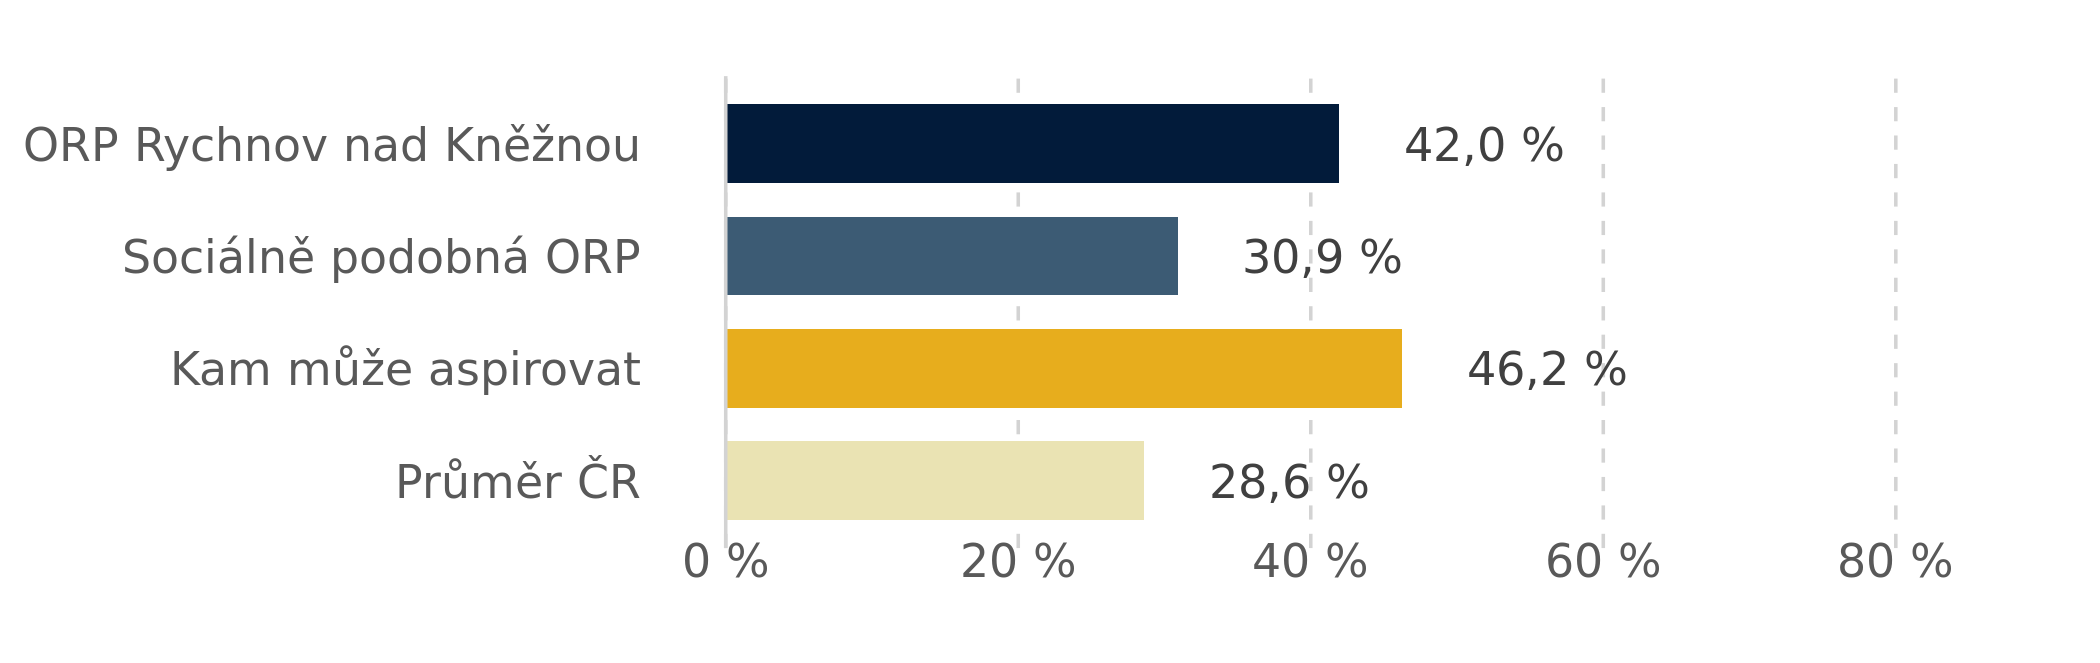 ORP Rychnov nad Kněžnou 42,0 %
Sociálně podobná ORP 30,9 %
Kam může aspirovat 46,2 %
Průměr ČR 28,6 %
0 % 20 % 40 % 60 % 80 %